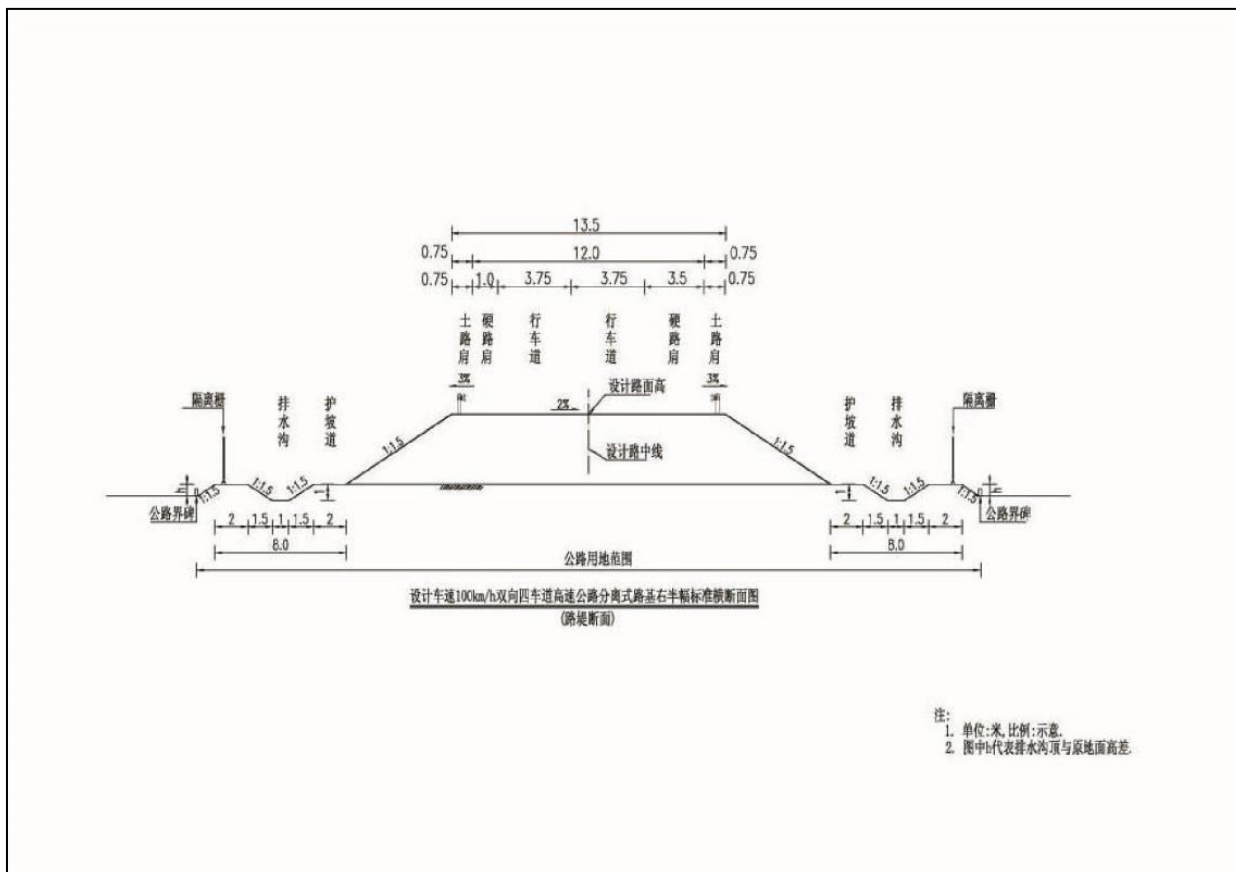 13.5
0.75 12.0 0.75
0.75 1.0 3.75 3.75 3.5 0.75
土路肩 硬路肩 行车道 行车道 硬路肩 土路肩
3% 3%
设计路面高
2%
隔离栅 排水沟 护坡道 护坡道 排水沟 隔离栅
1:1.5 设计路中线 1:1.5
1:1.5 1:1.5 1:1.5 1 1 1:1.5 1:1.5 1:1.5
h h
公路界碑 公路界碑
2 1.5 1 1.5 2 2 1.5 1 1.5 2
8.0 8.0
公路用地范围
设计车速100km/h双向四车道高速公路分离式路基右半幅标准横断面图
(路堤断面)
注:
1. 单位:米,比例:示意.
2. 图中h代表排水沟顶与原地面高差.